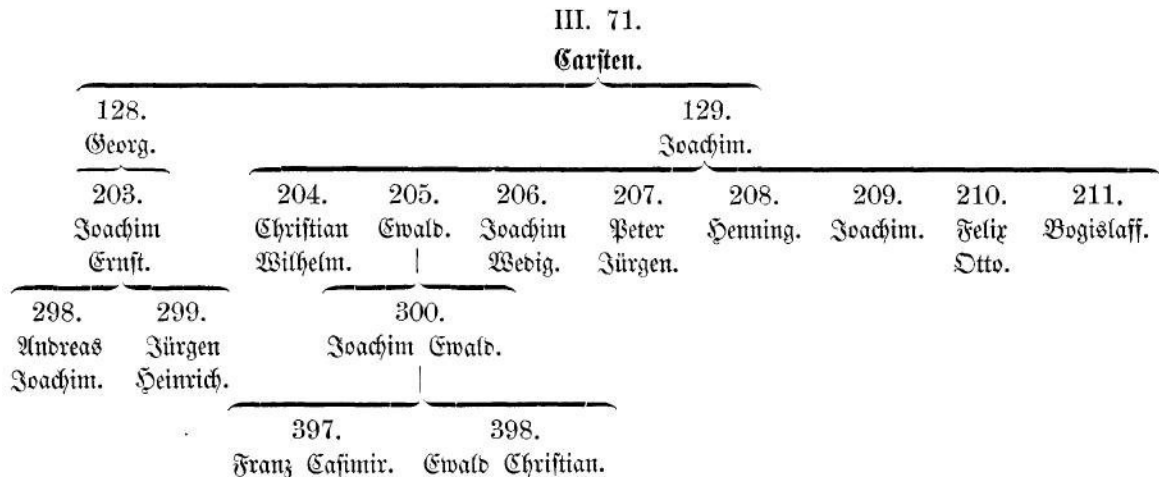 III. 71.
Carſten.
128. 129.
Georg. Joachim.
203. 204. 205. 206. 207. 208. 209. 210. 211.
Joachim Chriſtian Ewald. Joachim Peter Henning. Joachim. Felix Bogislaff.
Ernſt. Wilhelm. Wedig. Jürgen. Otto.
298. 299. 300.
Andreas Jürgen Joachim Ewald.
Joachim. Heinrich.
397. 398.
Franz Caſimir. Ewald Chriſtian.